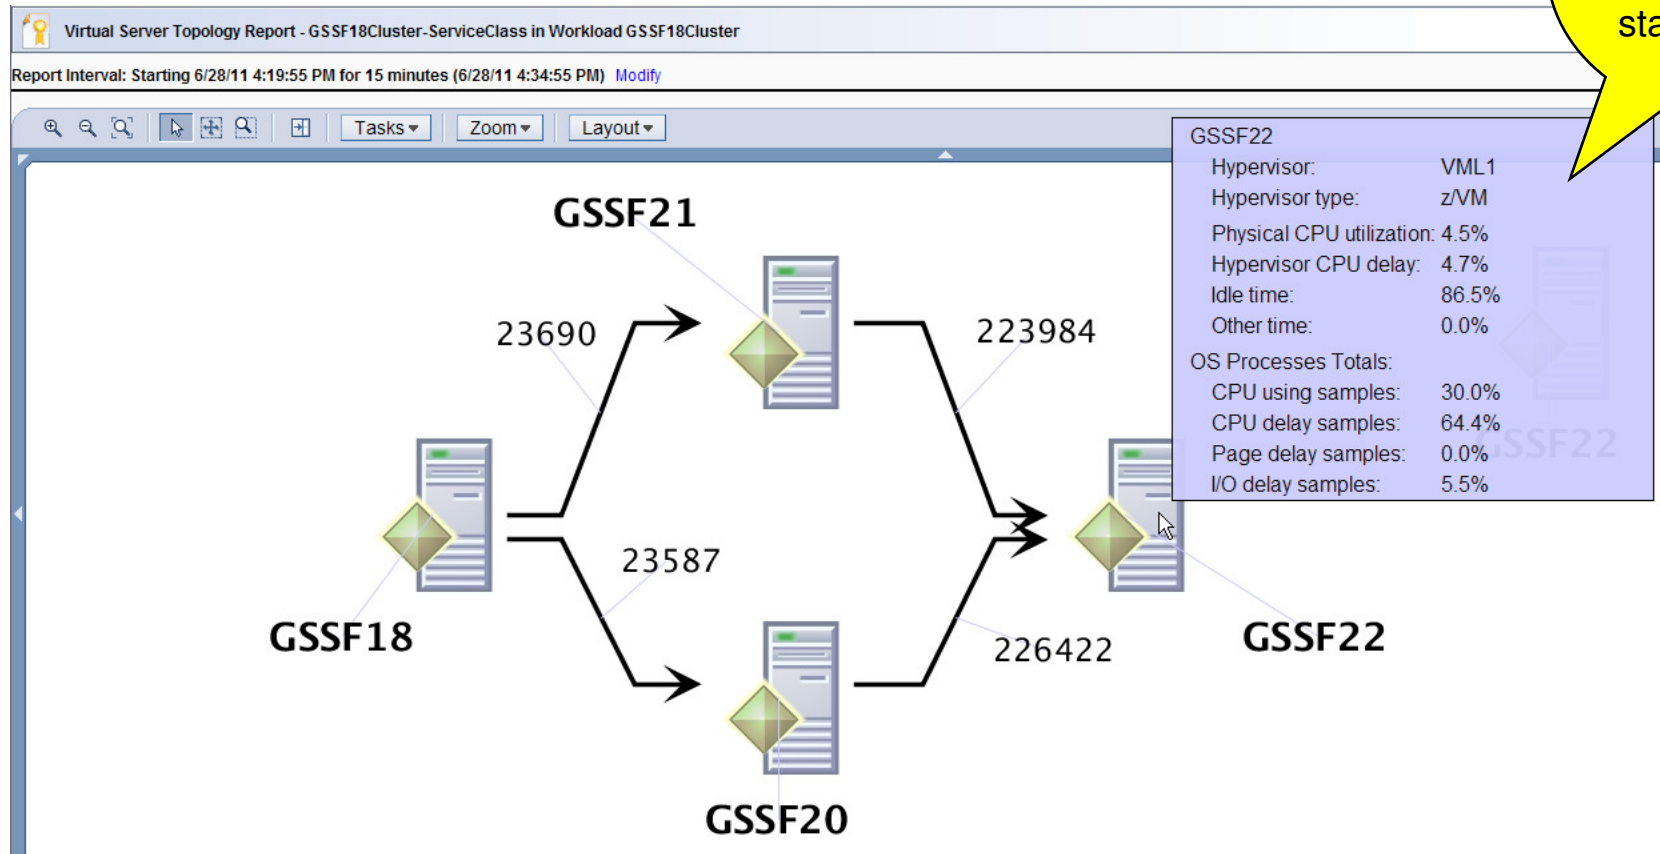 sta
Virtual Server Topology Report - GSSF18Cluster-ServiceClass in Workload GSSF18Cluster
Report Interval: Starting 6/28/11 4:19:55 PM for 15 minutes (6/28/11 4:34:55 PM) Modify
Tasks Zoom Layout
GSSF22
Hypervisor: VML1
Hypervisor type: z/VM
Physical CPU utilization: 4.5%
Hypervisor CPU delay: 4.7%
Idle time: 86.5%
Other time: 0.0%
OS Processes Totals:
CPU using samples: 30.0%
CPU delay samples: 64.4%
Page delay samples: 0.0%
I/O delay samples: 5.5%
GSSF22
GSSF21
23690
223984
23587
GSSF18
GSSF22
226422
GSSF20